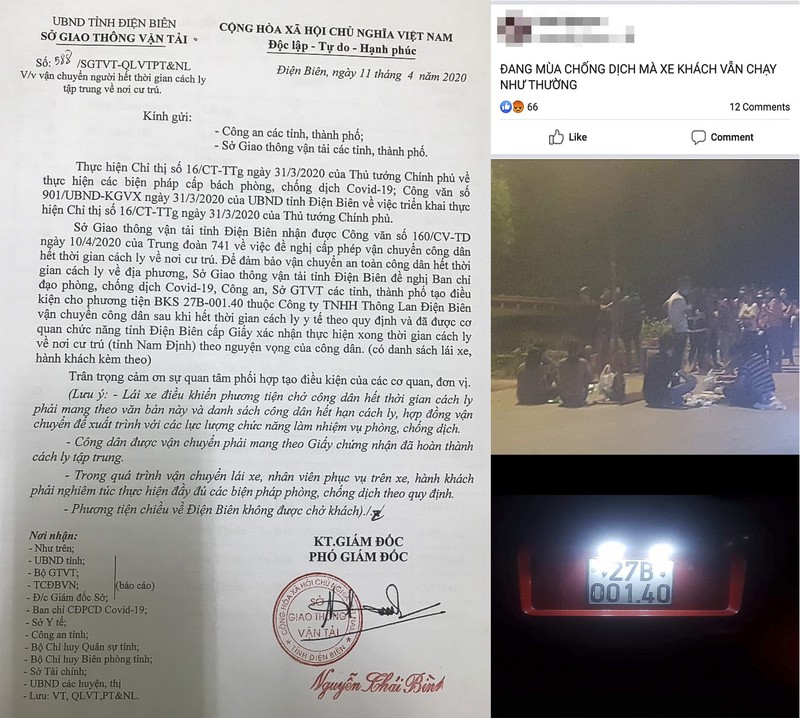 UBND TỈNH ĐIỆN BIÊN
SỞ GIAO THÔNG VẬN TẢI
Số: 588 /SGTVT-QLVTPT&NL
V/v vận chuyển người hết thời gian cách ly
tập trung về nơi cư trú.
CỘNG HÒA XÃ HỘI CHỦ NGHĨA VIỆT NAM
Độc lập - Tự do - Hạnh phúc
Điện Biên, ngày 11 tháng 4 năm 2020
Kính gửi:
- Công an các tỉnh, thành phố;
- Sở Giao thông vận tải các tỉnh, thành phố.
Thực hiện Chỉ thị số 16/CT-TTg ngày 31/3/2020 của Thủ tướng Chính phủ về
thực hiện các biện pháp cấp bách phòng, chống dịch Covid-19; Công văn số
901/UBND-KGVX ngày 31/3/2020 của UBND tỉnh Điện Biên về việc triển khai thực
hiện Chỉ thị số 16/CT-TTg ngày 31/3/2020 của Thủ tướng Chính phủ.
Sở Giao thông vận tải tỉnh Điện Biên nhận được Công văn số 160/CV-TD
ngày 10/4/2020 của Trung đoàn 741 về việc đề nghị cấp phép vận chuyển công dân
hết thời gian cách ly về nơi cư trú. Để đảm bảo vận chuyển an toàn công dân hết thời
gian cách ly về địa phương, Sở Giao thông vận tải tỉnh Điện Biên đề nghị Ban chỉ
đạo phòng, chống dịch Covid-19, Công an, Sở GTVT các tỉnh, thành phố tạo điều
kiện cho phương tiện BKS 27B-001.40 thuộc Công ty TNHH Thông Lan Điện Biên
vận chuyển công dân sau khi hết thời gian cách ly y tế theo quy định và đã được cơ
quan chức năng tỉnh Điện Biên cấp Giấy xác nhận thực hiện xong thời gian cách ly
về nơi cư trú (tỉnh Nam Định) theo nguyện vọng của công dân. (có danh sách lái xe,
hành khách kèm theo)
Trân trọng cảm ơn sự quan tâm phối hợp tạo điều kiện của các cơ quan, đơn vị.
(Lưu ý: - Lái xe điều khiển phương tiện chở công dân hết thời gian cách ly
phải mang theo văn bản này và danh sách công dân hết hạn cách ly, hợp đồng vận
chuyển để xuất trình với các lực lượng chức năng làm nhiệm vụ phòng, chống dịch.
- Công dân được vận chuyển phải mang theo Giấy chứng nhận đã hoàn thành
cách ly tập trung.
- Trong quá trình vận chuyển lái xe, nhân viên phục vụ trên xe, hành khách
phải nghiêm túc thực hiện đầy đủ các biện pháp phòng, chống dịch theo quy định.
- Phương tiện chiều về Điện Biên không được chở khách)./.
Nơi nhận:
- Như trên;
- UBND tỉnh;
- Bộ GTVT;
- TCĐBVN;
(báo cáo)
- Đ/c Giám đốc Sở;
- Ban chỉ CĐPCD Covid-19;
- Sở Y tế;
- Công an tỉnh;
- Bộ Chỉ huy Quân sự tỉnh;
- Bộ Chỉ huy Biên phòng tỉnh;
- Sở Tài chính;
- UBND các huyện, thị
- Lưu: VT, QLVT,PT&NL.
KT.GIÁM ĐỐC
PHÓ GIÁM ĐỐC
CỘNG HÒA XÃ HỘI CHỦ NGHĨA VIỆT NAM
SỞ
GIAO THÔNG
VẬN TẢI
TỈNH ĐIỆN BIÊN
Nguyễn Thái Bình
ĐANG MÙA CHỐNG DỊCH MÀ XE KHÁCH VẪN CHẠY
NHƯ THƯỜNG
66
12 Comments
Like
Comment
27B
001.40